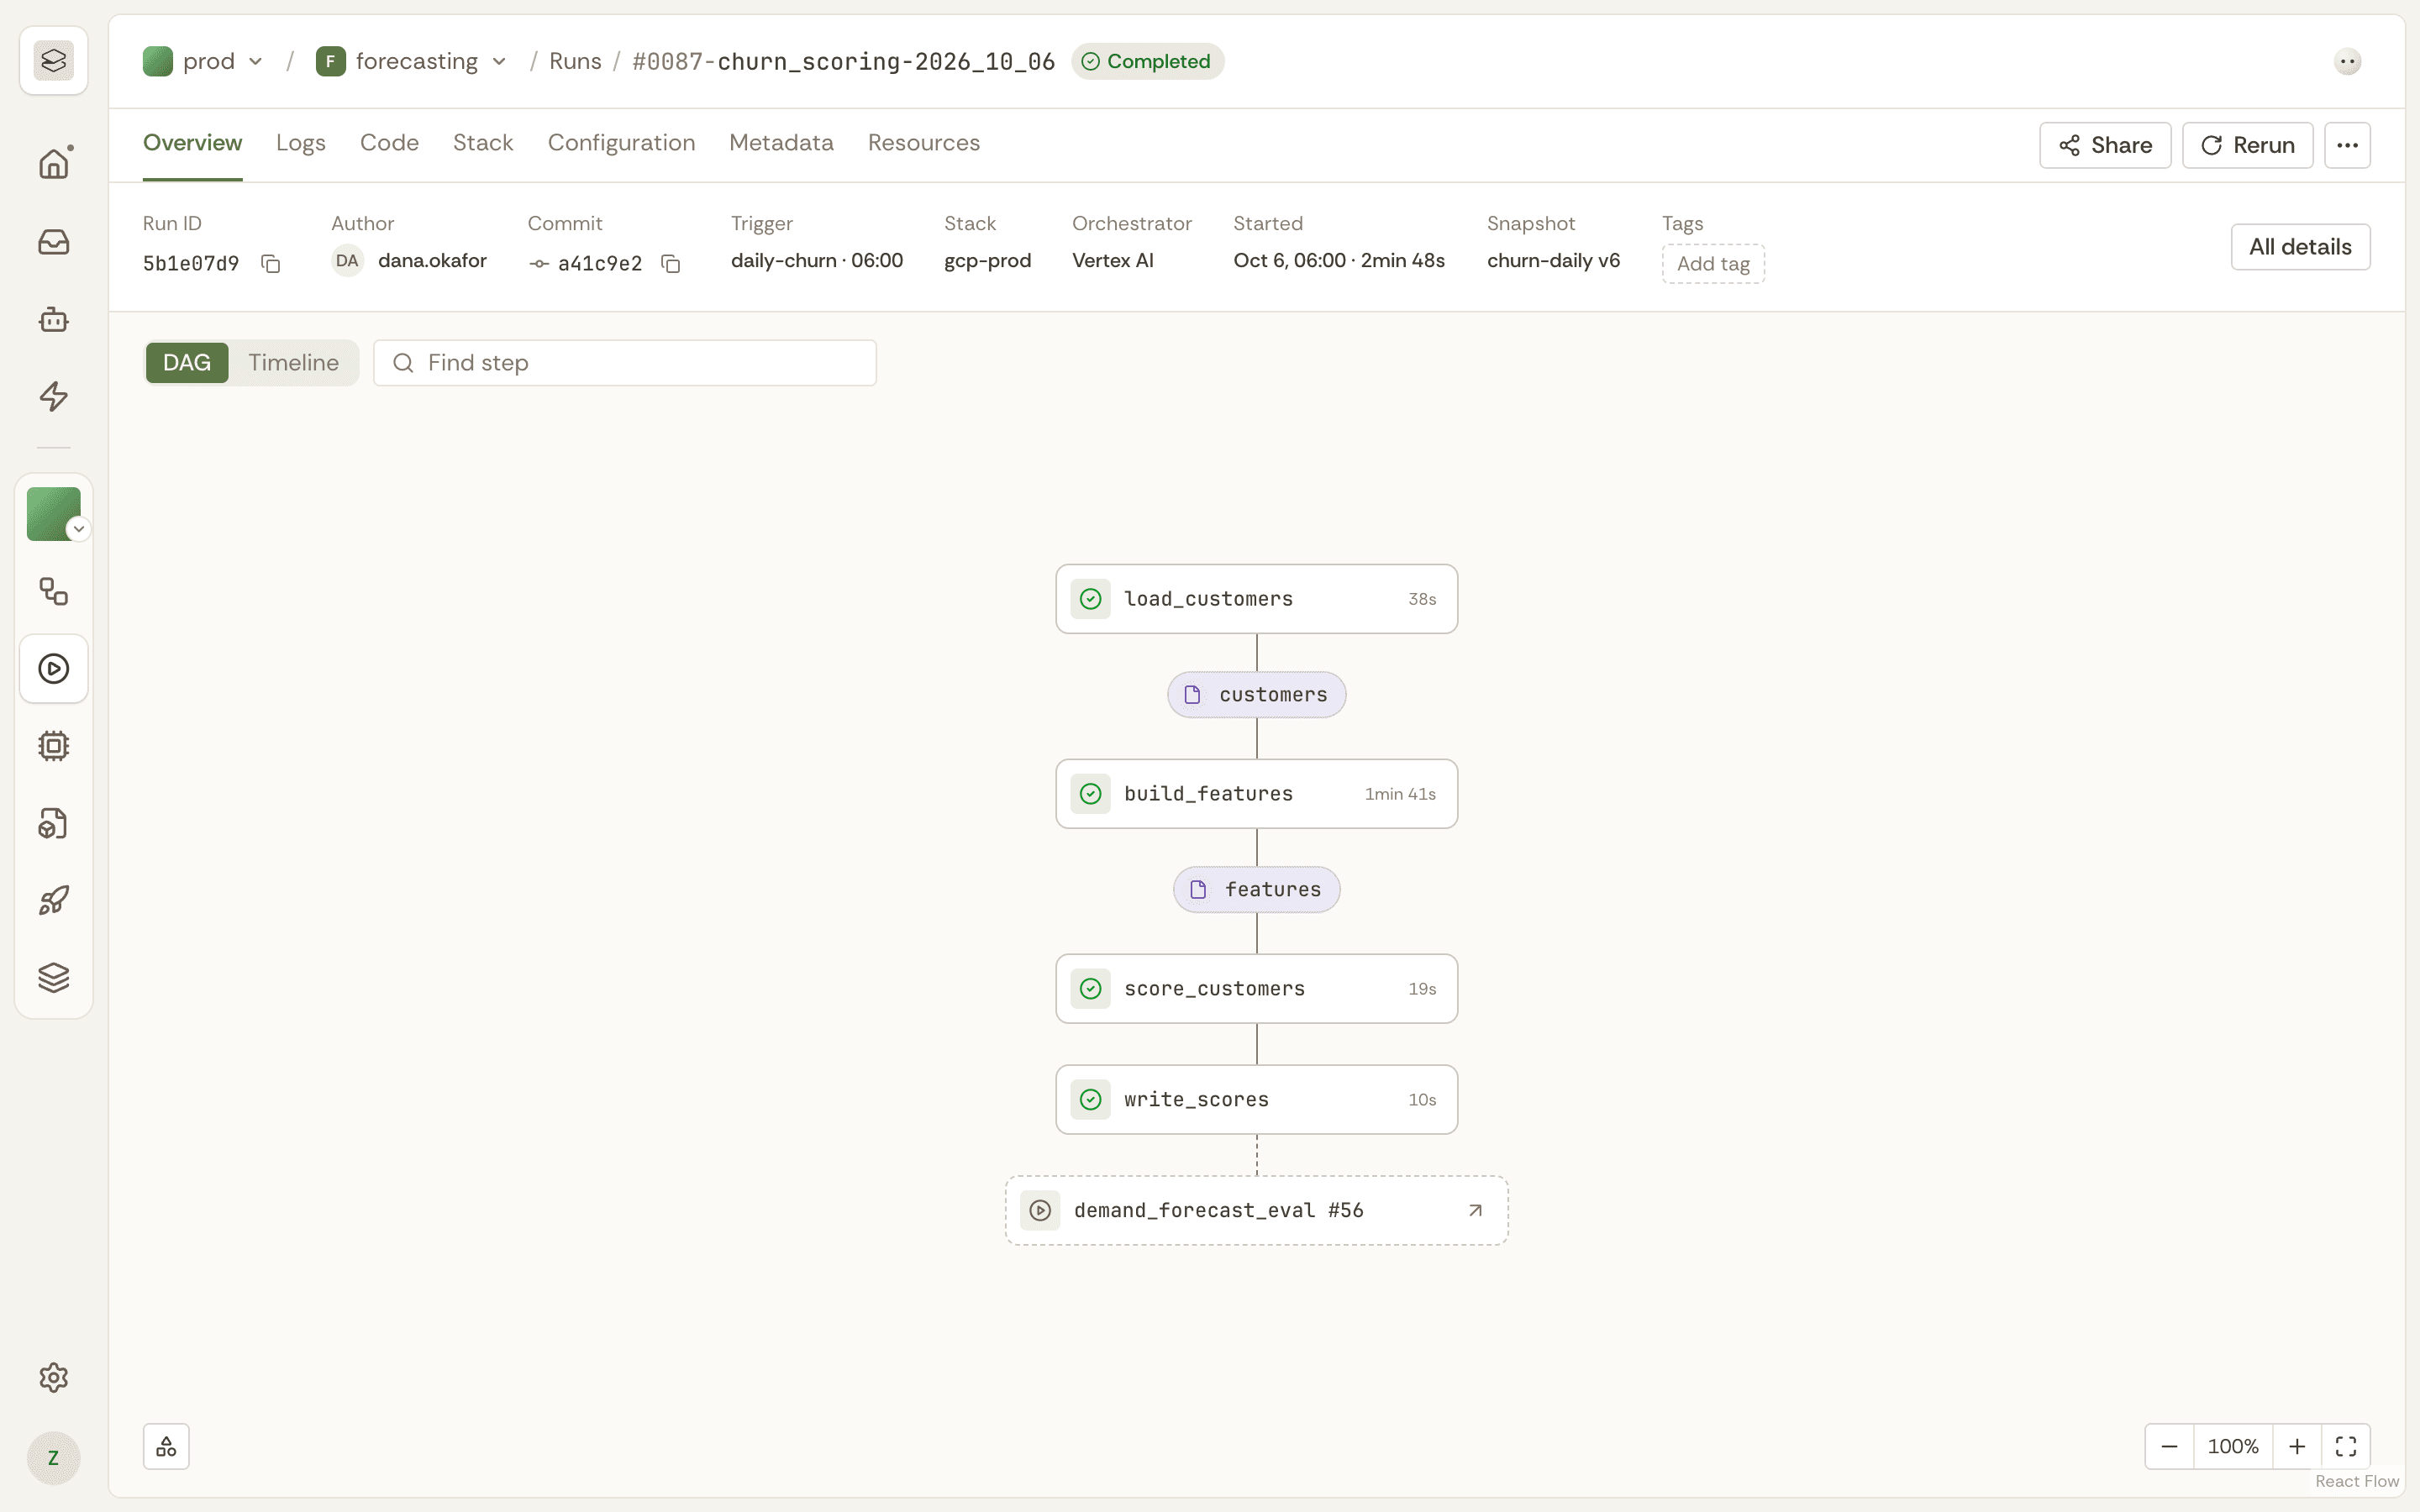 prod / F forecasting / Runs / #0087-churn_scoring-2026_10_06 Completed
Overview Logs Code Stack Configuration Metadata Resources Share Rerun
Run ID Author Commit Trigger Stack Orchestrator Started Snapshot Tags
5b1e07d9 DA dana.okafor a41c9e2 daily-churn · 06:00 gcp-prod Vertex AI Oct 6, 06:00 · 2min 48s churn-daily v6 Add tag All details
DAG Timeline Find step
load_customers 38s
customers
build_features 1min 41s
features
score_customers 19s
write_scores 10s
demand_forecast_eval #56
Z
100%
React Flow